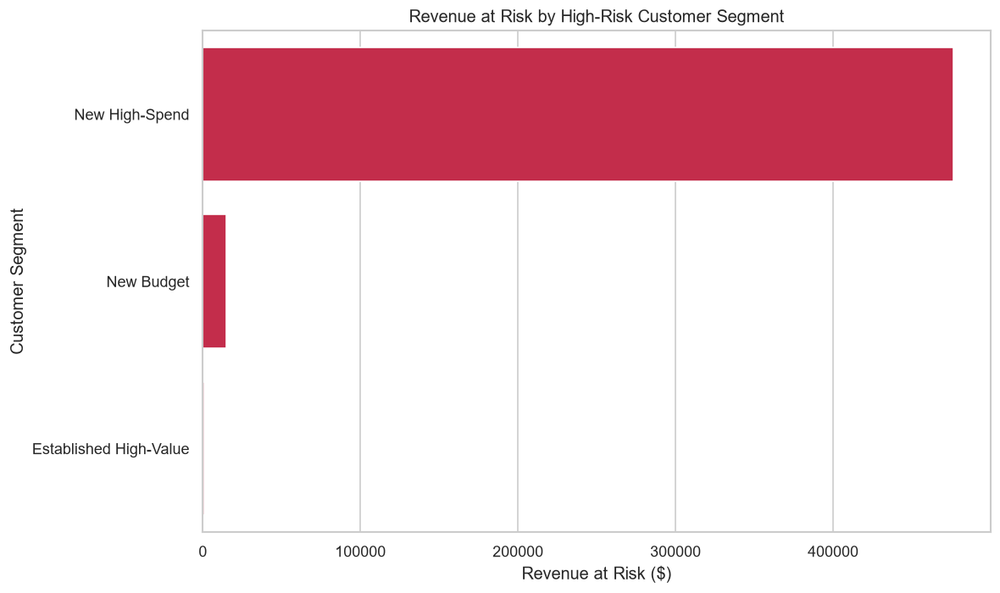 Revenue at Risk by High-Risk Customer Segment
New High-Spend
New Budget
Established High-Value
Customer Segment
0 100000 200000 300000 400000
Revenue at Risk ($)